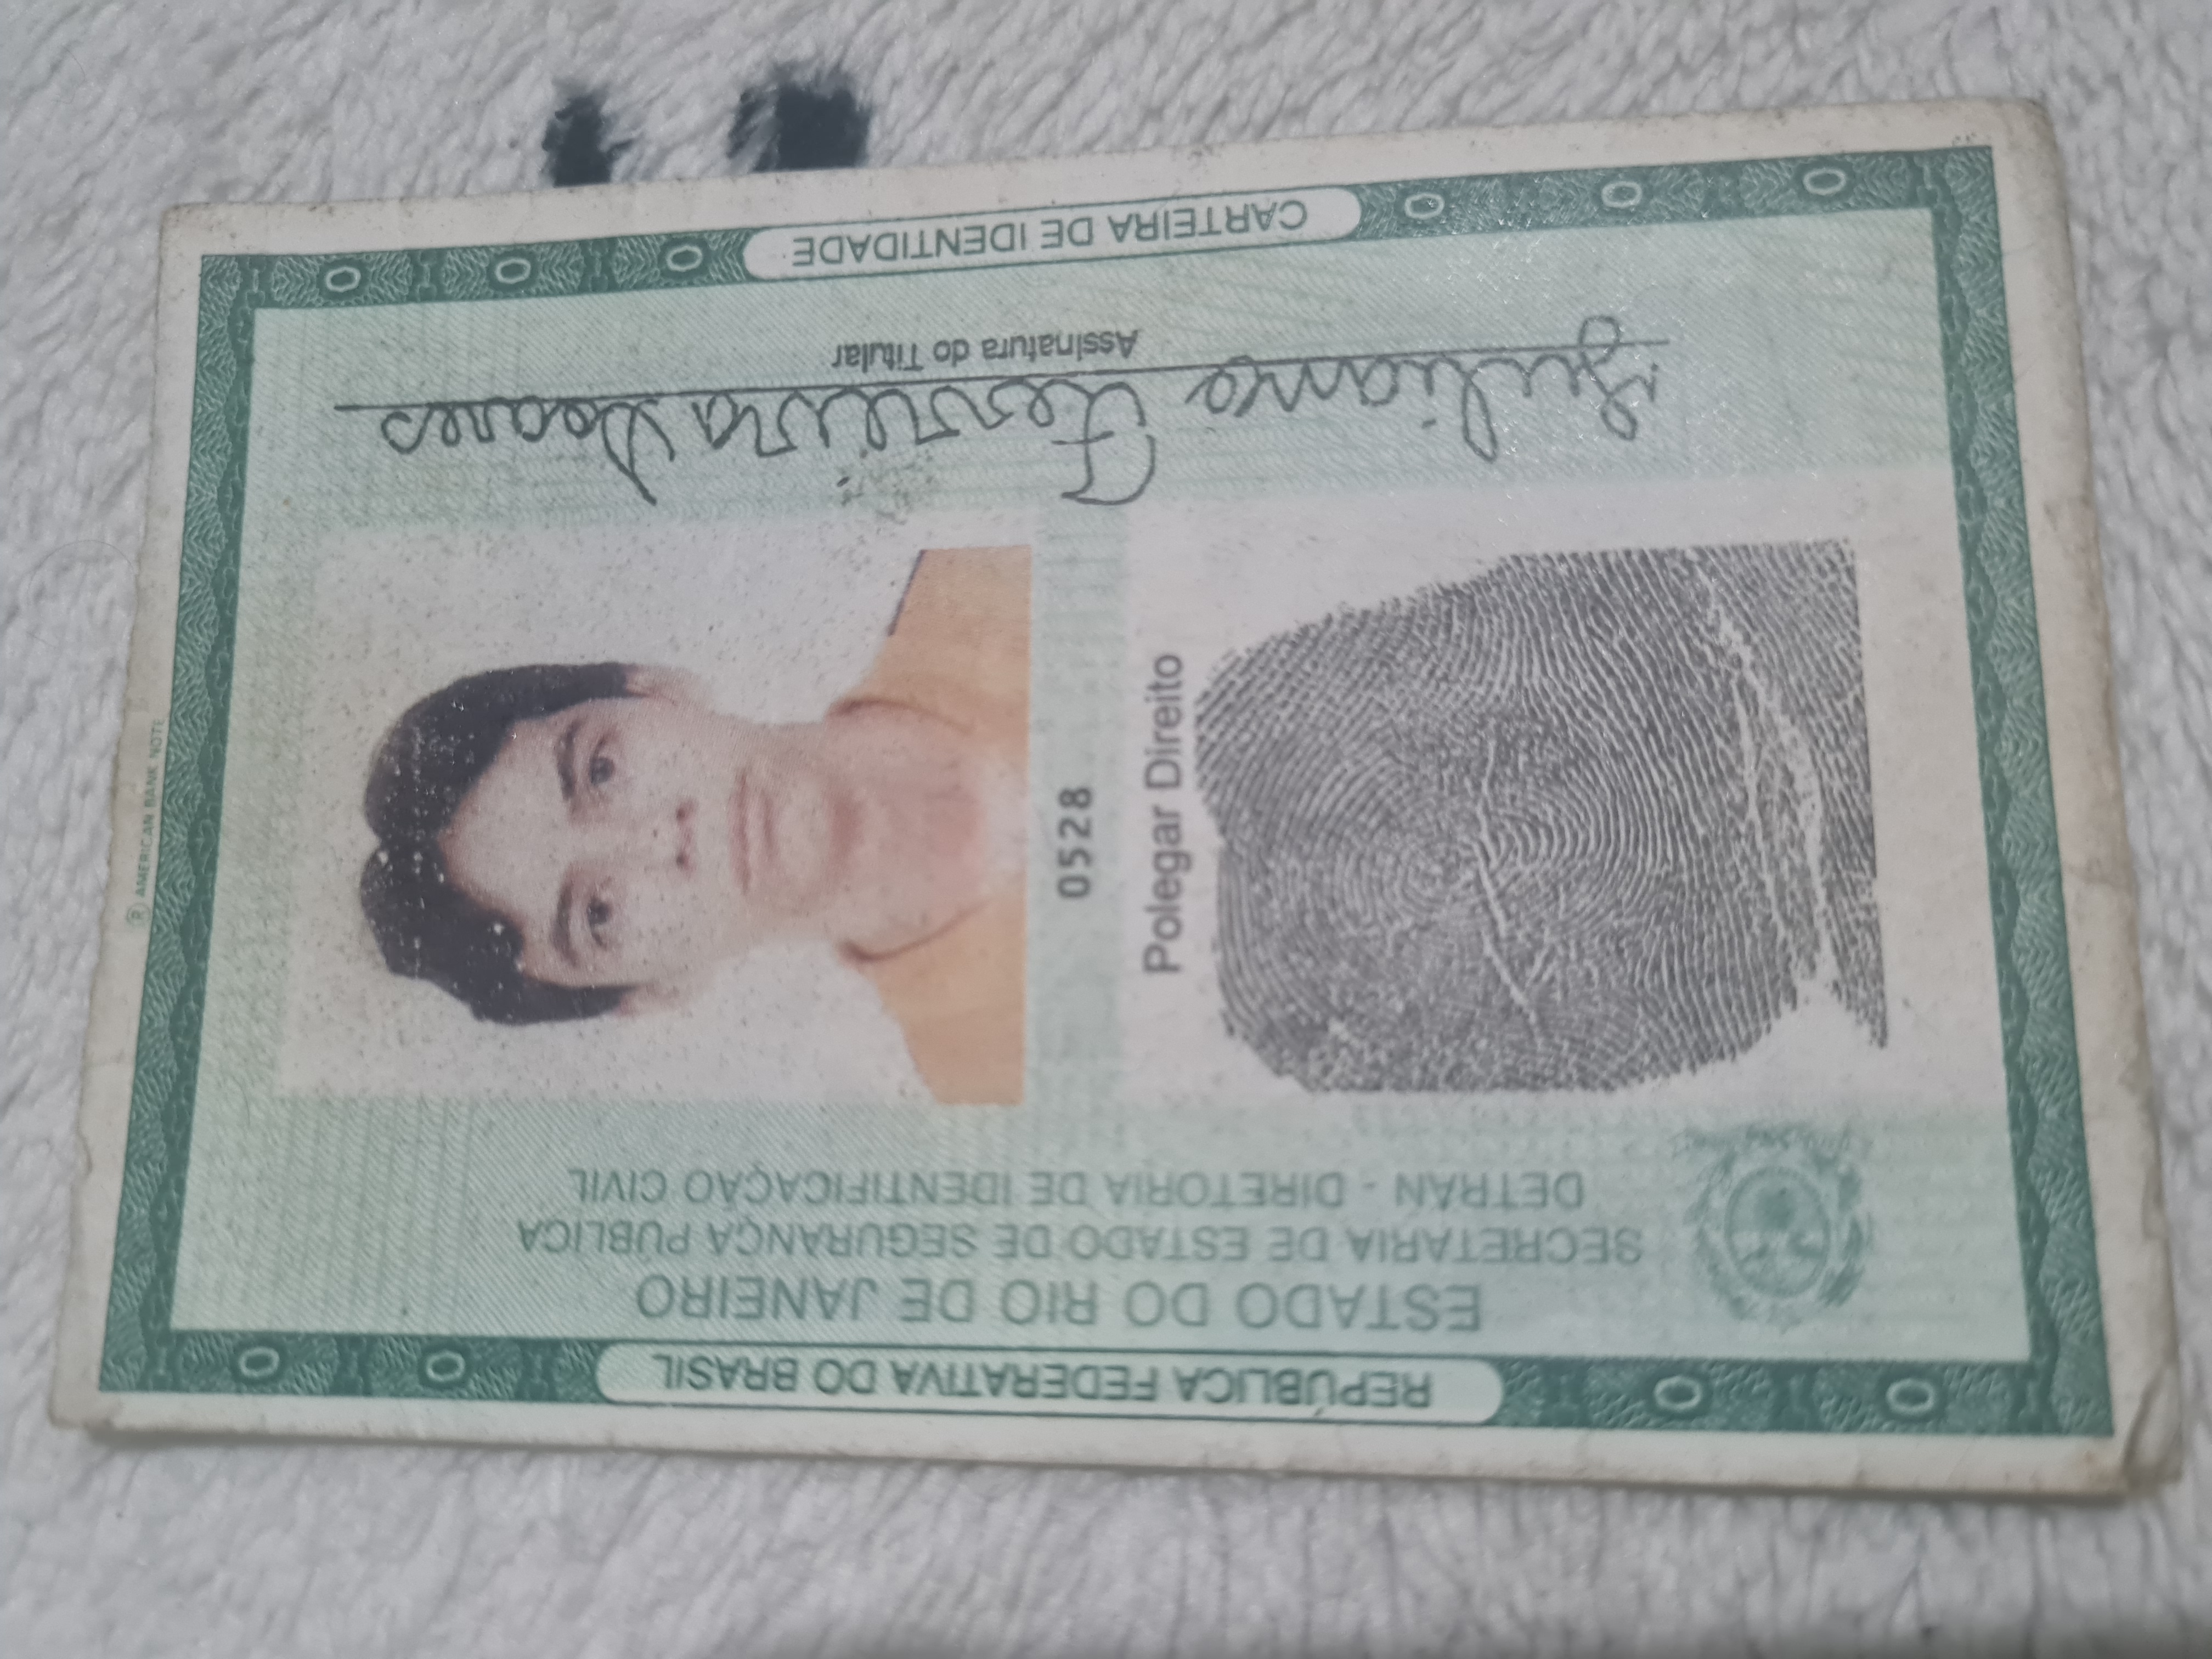 ® AMERICAN BANK NOTE
REPÚBLICA FEDERATIVA DO BRASIL
ESTADO DO RIO DE JANEIRO
SECRETARIA DE ESTADO DE SEGURANÇA PÚBLICA
DETRAN - DIRETORIA DE IDENTIFICAÇÃO CIVIL
0528
Polegar Direito
Juliano Ferreira Soares
Assinatura do Titular
CARTEIRA DE IDENTIDADE